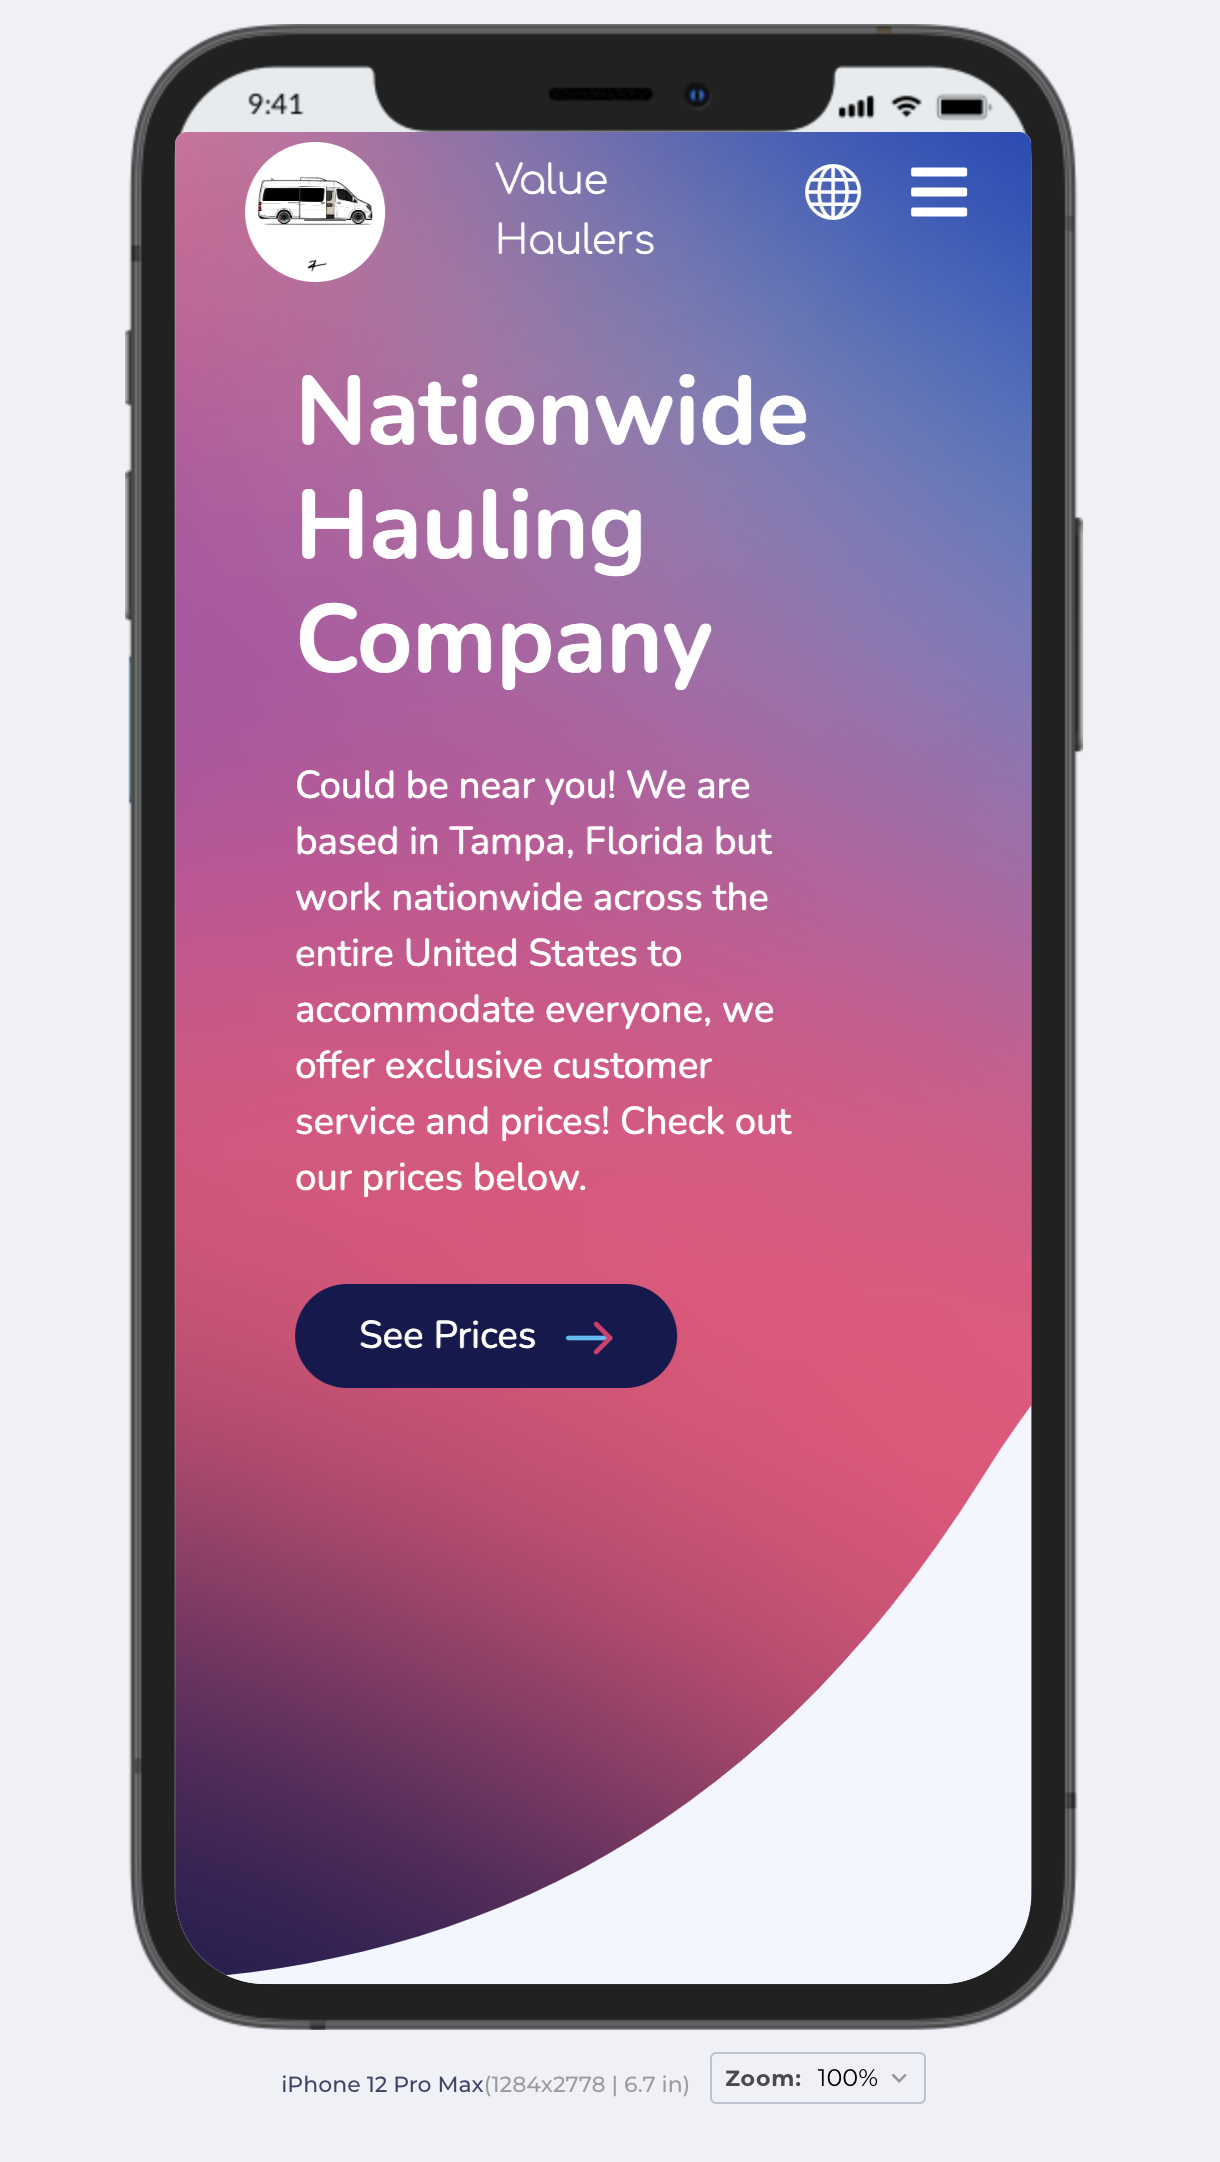 9:41
Value
Haulers
Nationwide
Hauling
Company
Could be near you! We are
based in Tampa, Florida but
work nationwide across the
entire United States to
accommodate everyone, we
offer exclusive customer
service and prices! Check out
our prices below.
See Prices
iPhone 12 Pro Max(1284x2778 | 6.7 in) Zoom: 100%